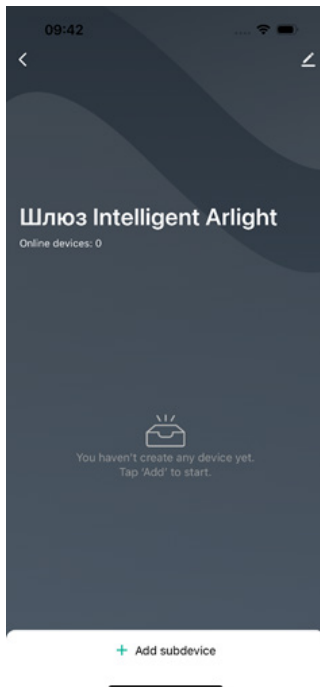 09:42
Шлюз Intelligent Arlight
Online devices: 0
You haven't create any device yet.
Tap 'Add' to start.
+ Add subdevice